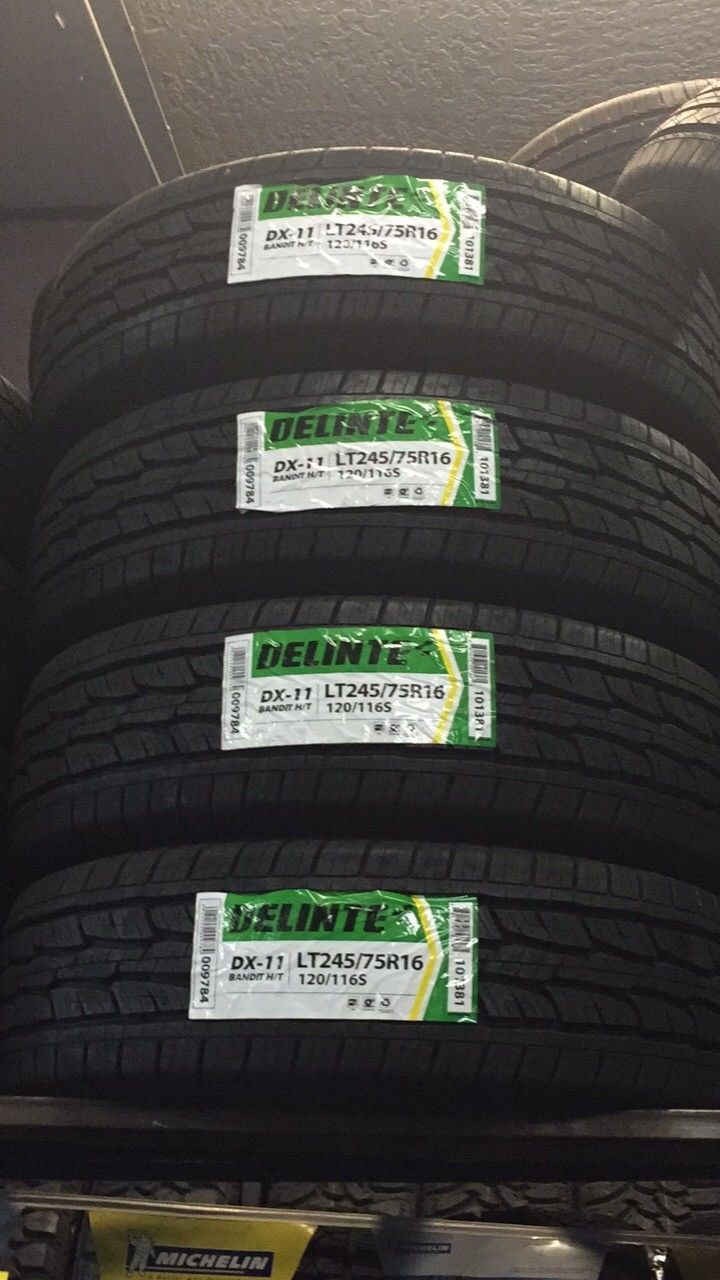 DELINTE
009784
DX-11
BANDIT H/T
LT245/75R16
120/116S
101381
DELINTE
009784
DX-11
BANDIT H/T
LT245/75R16
120/116S
101381
DELINTE
009784
DX-11
BANDIT H/T
LT245/75R16
120/116S
101381
DELINTE
009784
DX-11
BANDIT H/T
LT245/75R16
120/116S
101381
MICHELIN
MICHELIN